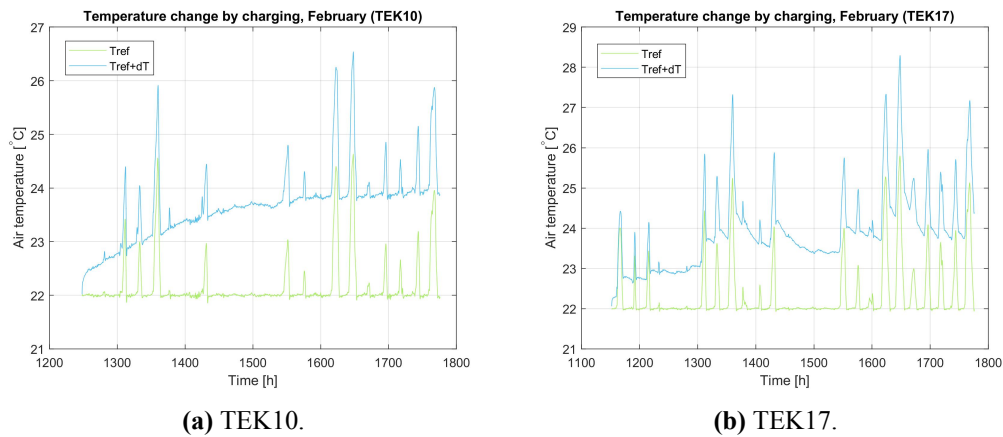 Temperature change by charging, February (TEK10)
27
26
25
24
23
22
21
Air temperature [°C]
Tref
Tref+dT
1200 1300 1400 1500 1600 1700 1800
Time [h]
(a) TEK10.
Temperature change by charging, February (TEK17)
29
28
27
26
25
24
23
22
21
Air temperature [°C]
Tref
Tref+dT
1100 1200 1300 1400 1500 1600 1700 1800
Time [h]
(b) TEK17.